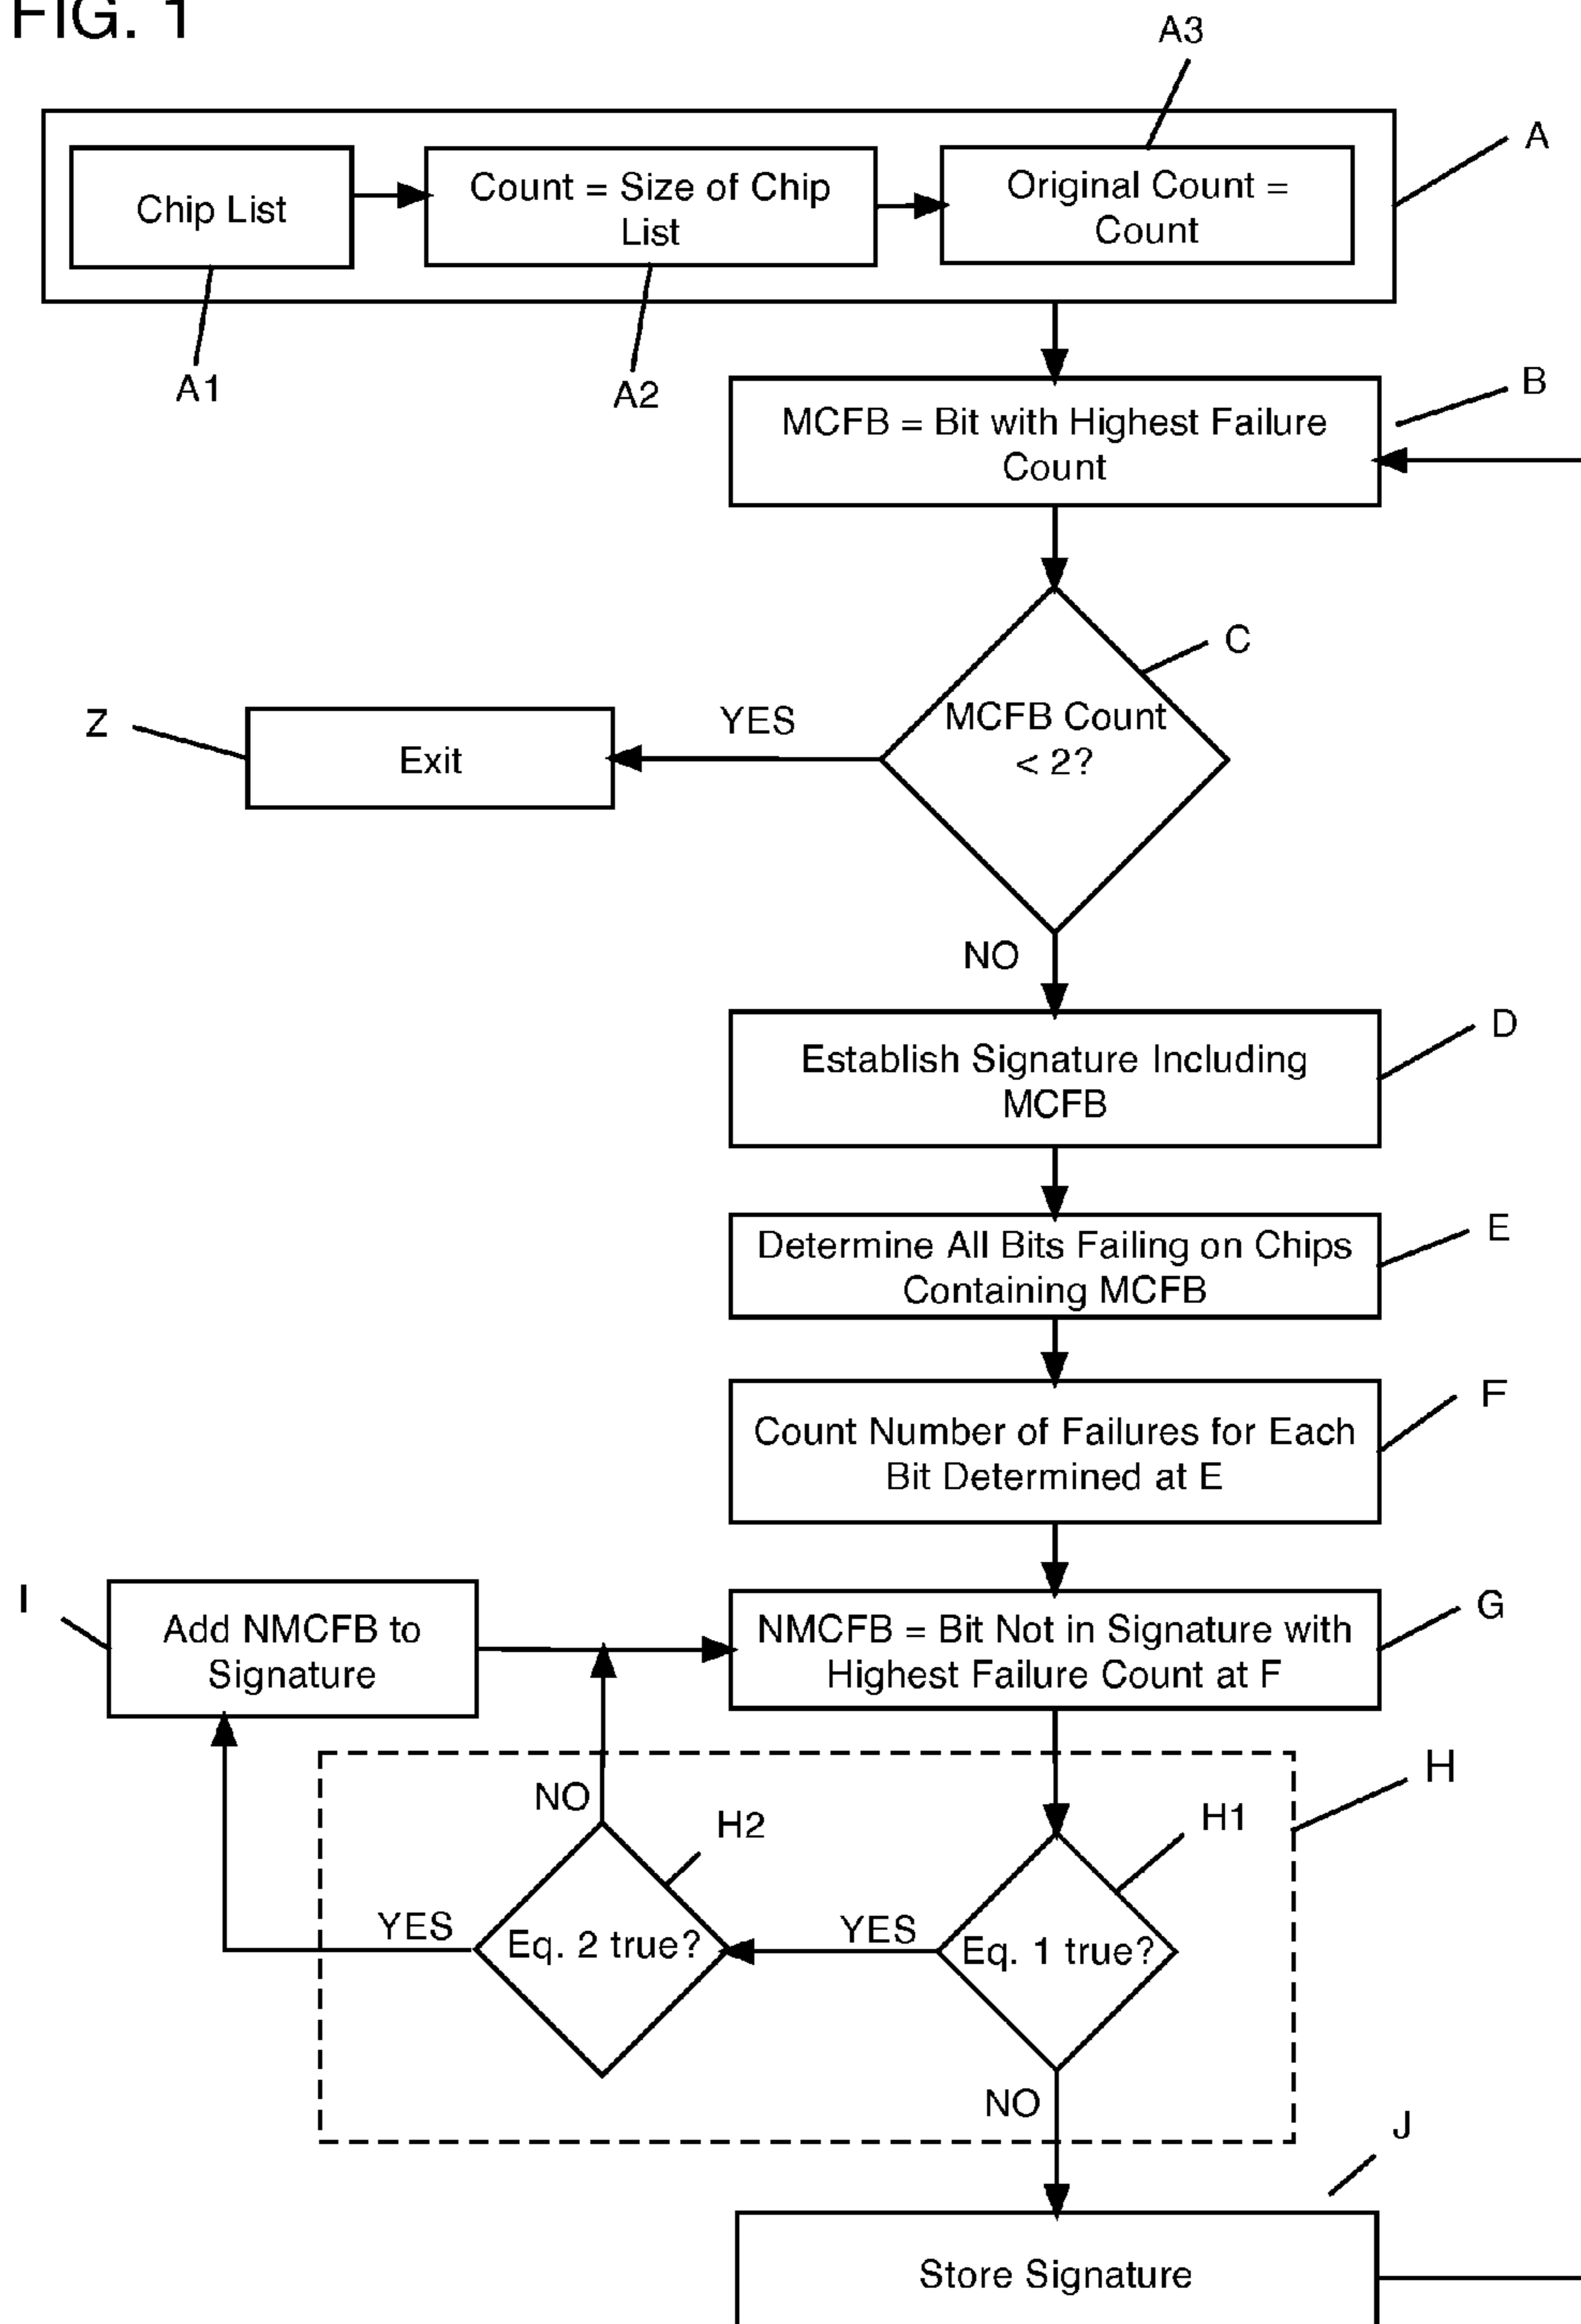 FIG. 1
A3
A
Chip List
Count = Size of Chip
List
Original Count =
Count
A1
A2
B
MCFB = Bit with Highest Failure
Count
C
MCFB Count
< 2?
YES
Z
Exit
NO
D
Establish Signature Including
MCFB
E
Determine All Bits Failing on Chips
Containing MCFB
F
Count Number of Failures for Each
Bit Determined at E
I
Add NMCFB to
Signature
G
NMCFB = Bit Not in Signature with
Highest Failure Count at F
H
NO
H2
H1
YES
Eq. 2 true?
YES
Eq. 1 true?
NO
J
Store Signature